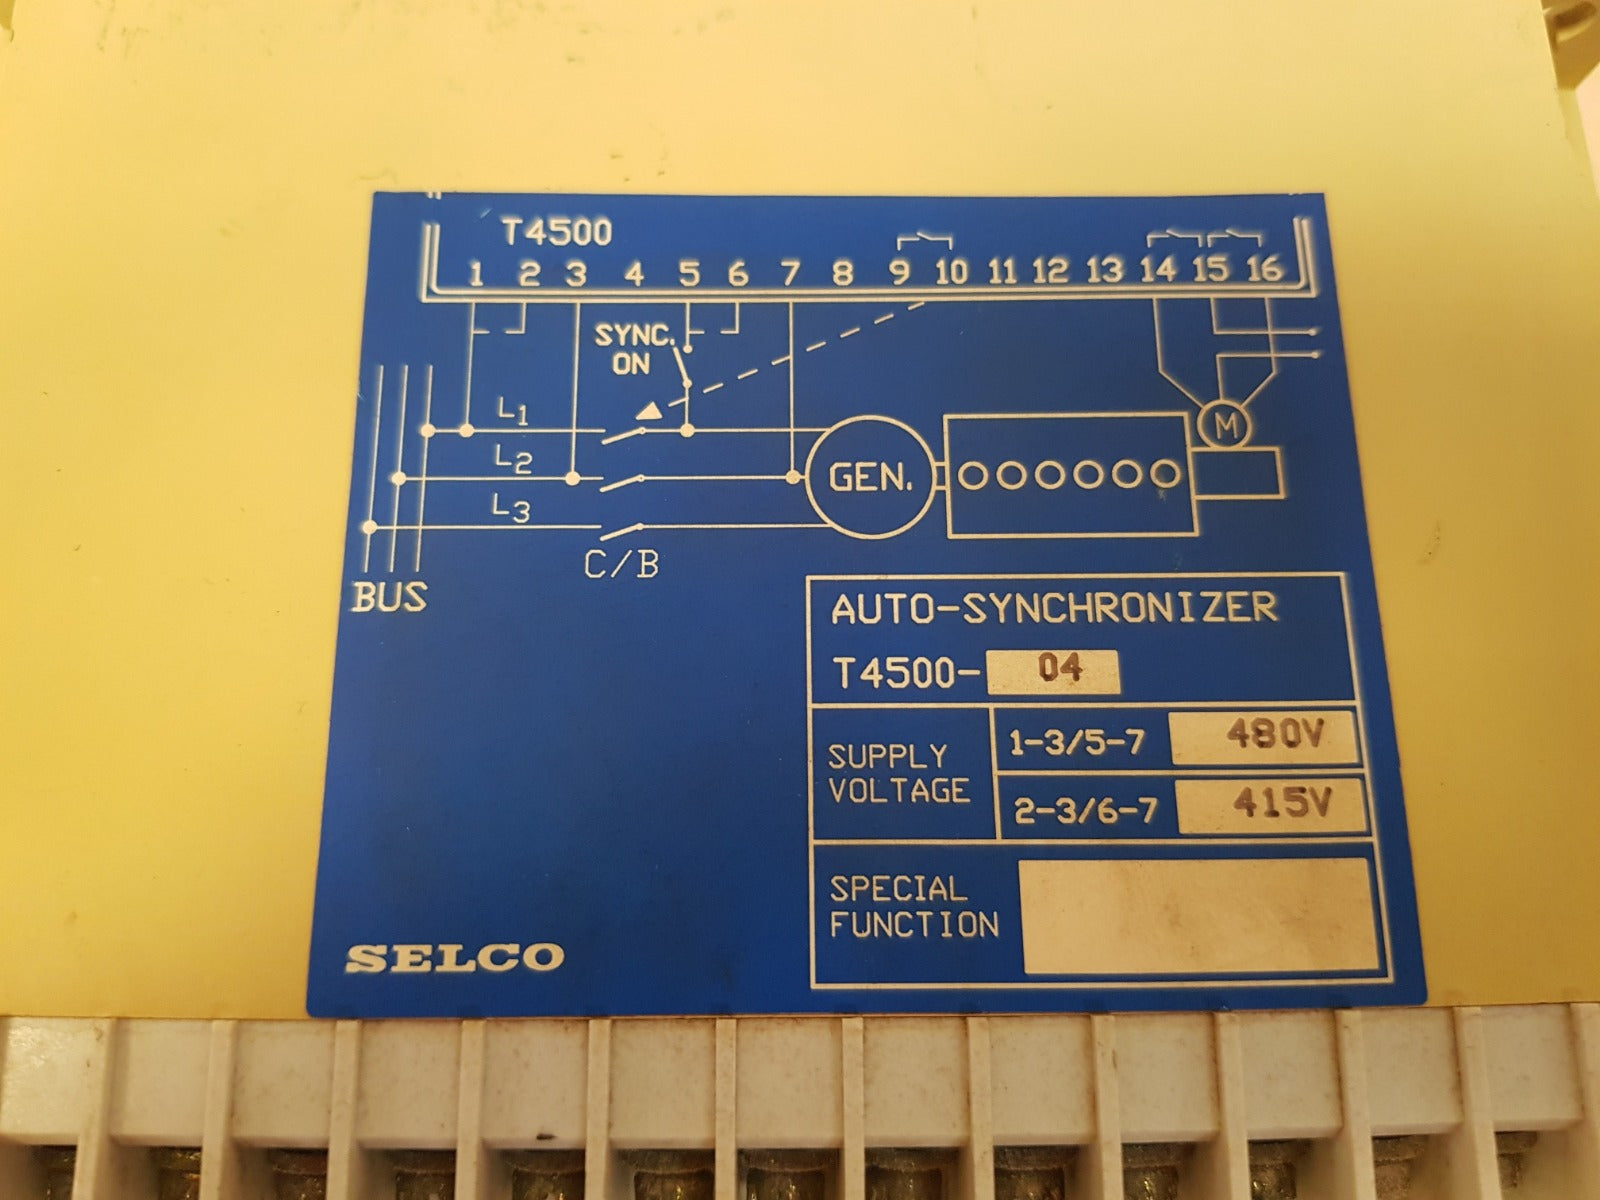 T4500
1 2 3 4 5 6 7 8 9 10 11 12 13 14 15 16
SYNC.
ON
L1
L2
L3
C/B
BUS
GEN.
M
AUTO-SYNCHRONIZER
T4500- 04
SUPPLY
VOLTAGE
1-3/5-7 480V
2-3/6-7 415V
SPECIAL
FUNCTION
SELCO